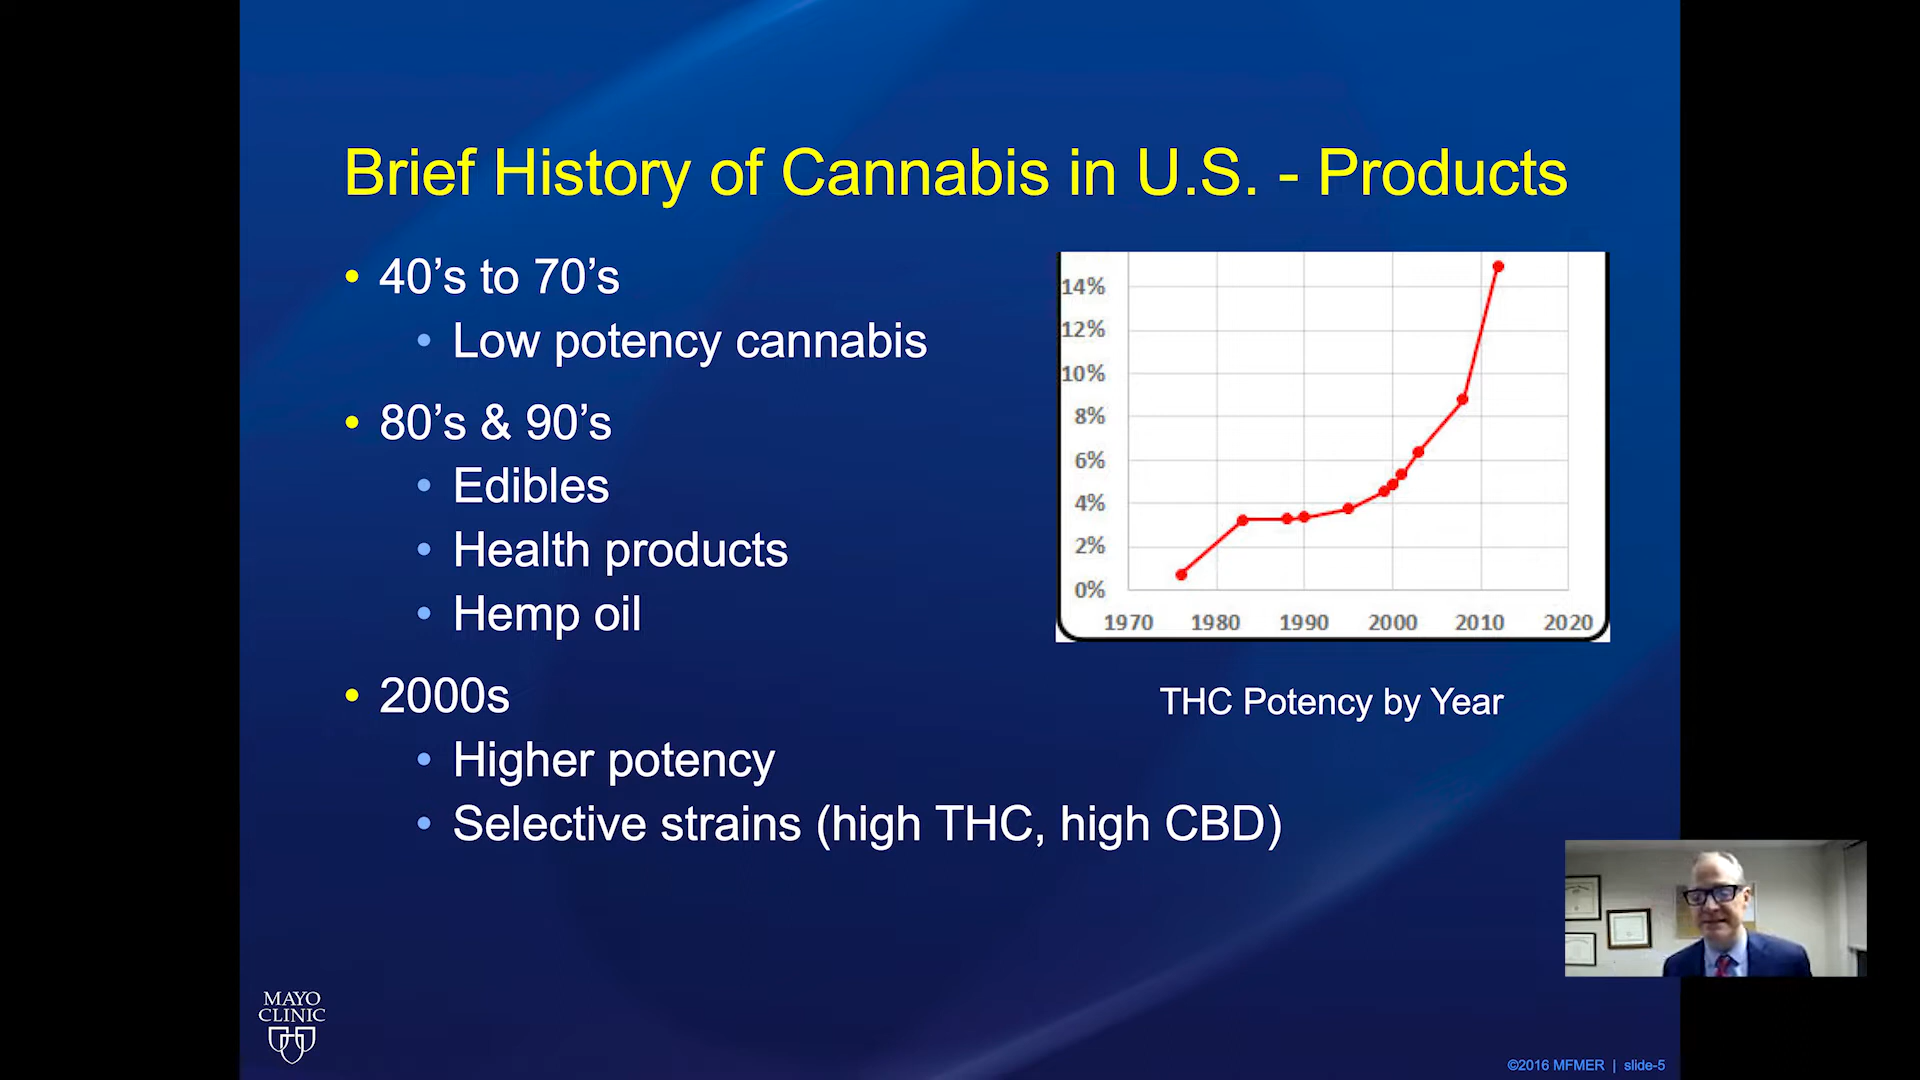 Brief History of Cannabis in U.S. - Products
• 40’s to 70’s
• Low potency cannabis
• 80’s & 90’s
• Edibles
• Health products
• Hemp oil
• 2000s
• Higher potency
• Selective strains (high THC, high CBD)
14%
12%
10%
8%
6%
4%
2%
0%
1970 1980 1990 2000 2010 2020
THC Potency by Year
MAYO
CLINIC
©2016 MFMER | slide-5